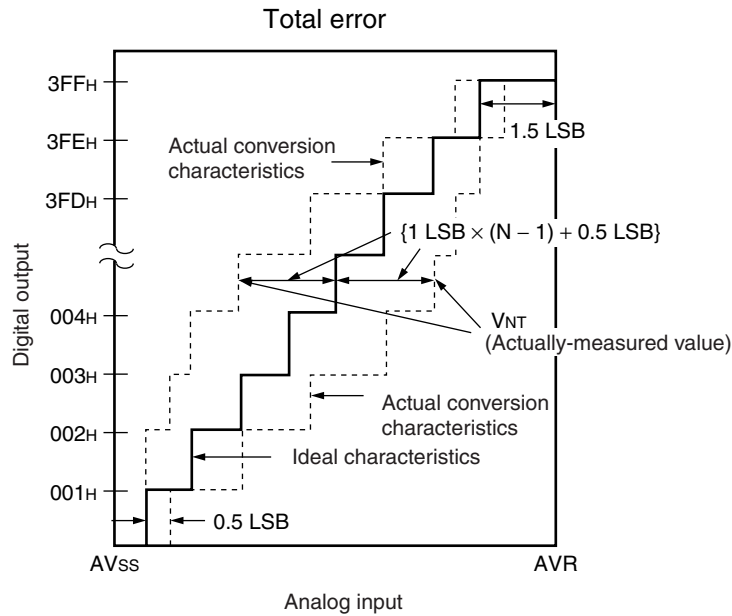 Total error
3FFH
3FEH
3FDH
004H
003H
002H
001H
Digital output
Actual conversion
characteristics
1.5 LSB
{1 LSB × (N − 1) + 0.5 LSB}
VNT
(Actually-measured value)
Actual conversion
characteristics
Ideal characteristics
0.5 LSB
AVSS
AVR
Analog input